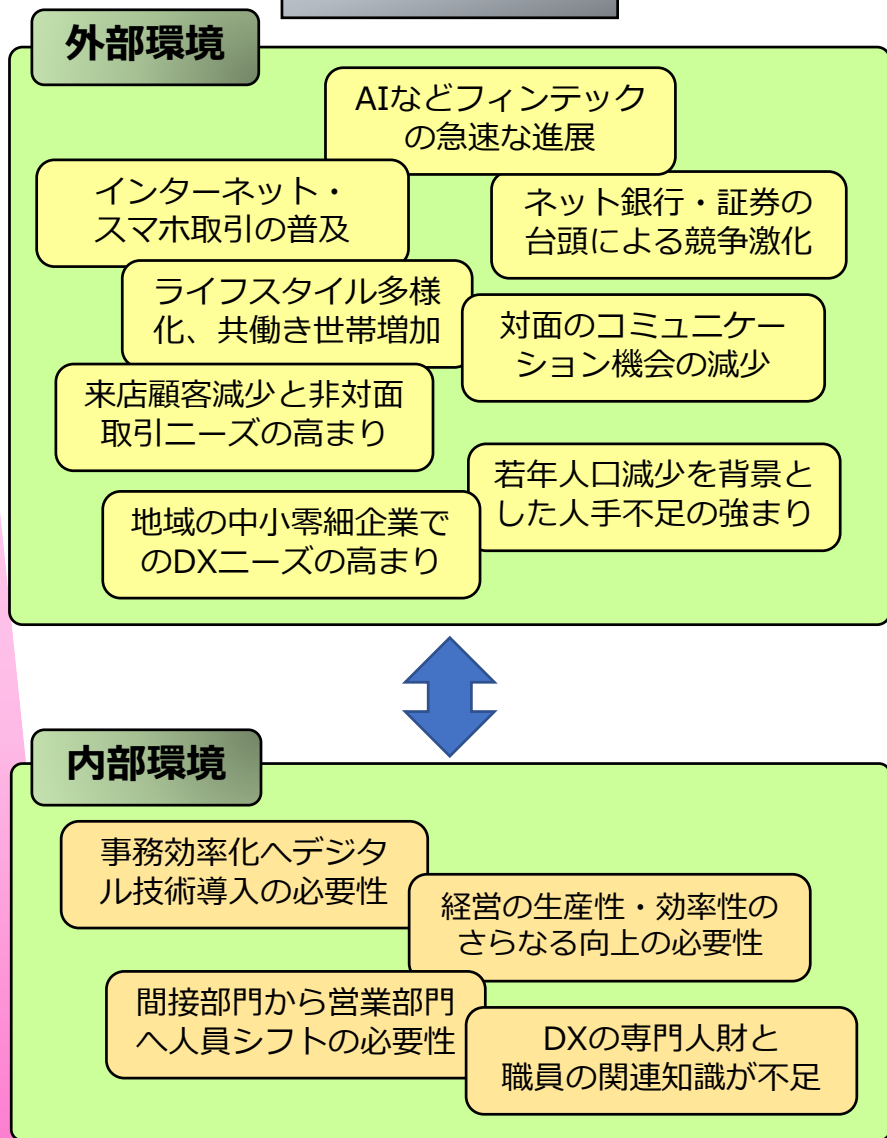 外部環境
AIなどフィンテック
の急速な進展
インターネット・
スマホ取引の普及
ネット銀行・証券の
台頭による競争激化
ライフスタイル多様
化、共働き世帯増加
対面のコミュニケー
ション機会の減少
来店顧客減少と非対面
取引ニーズの高まり
若年人口減少を背景と
した人手不足の強まり
地域の中小零細企業で
のDXニーズの高まり
内部環境
事務効率化へデジタ
ル技術導入の必要性
経営の生産性・効率性の
さらなる向上の必要性
間接部門から営業部門
へ人員シフトの必要性
DXの専門人財と
職員の関連知識が不足